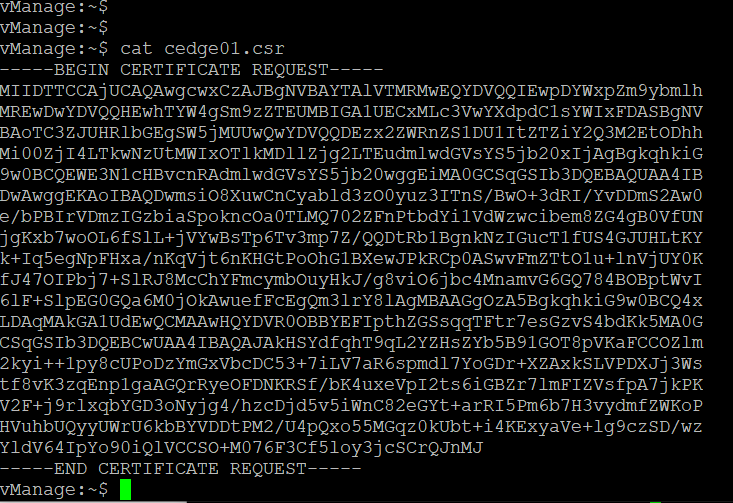 vManage:~$
vManage:~$
vManage:~$ cat cedge01.csr
-----BEGIN CERTIFICATE REQUEST-----
MIIDTTCCAjUCAQAwgcwxCzAJBgNVBAYTAlVTMRMwEQYDVQQIEwpDYWxpZm9ybmlh
MREwDwYDVQQHEwhTYW4gSm9zZTEUMBIGA1UECxMLc3VwYXdpdC1sYWIxFDASBgNV
BAoTC3ZJUHRlbGEgSW5jMUUwQwYDVQQDEzx2ZWRnZS1DU1ItZTZiY2Q3M2EtODhh
Mi00ZjI4LTkwNzUtMWIxOTlkMDllZjg2LTEudmlwdGVsYS5jb20xIjAgBgkqhkiG
9w0BCQEWE3N1cHBvcnRAdmlwdGVsYS5jb20wggEiMA0GCSqGSIb3DQEBAQUAA4IB
DwAwggEKAoIBAQDwmsiO8XuwCnCyabld3zO0yuz3ITnS/BwO+3dRI/YvDDmS2Aw0
e/bPBIrVDmzIGzbiaSpokncOa0TLMQ702ZFnPtbdYi1VdWzwcibem8ZG4gB0VfUN
jgKxb7woOL6fSlL+jVYwBsTp6Tv3mp7Z/QQDtRb1BgnkNzIGucT1fUS4GJUHLtKY
k+Iq5egNpFHxa/nKqVjt6nKHGtPoOhG1BXewJPkRCp0ASwvFmZTtO1u+lnVjUY0K
fJ47OIPbj7+SlRJ8McChYFmcymbOuyHkJ/g8viO6jbc4MnamvG6GQ784BOBptWvI
6lF+SlpEG0GQa6M0jOkAwuefFcEgQm3lrY8lAgMBAAGgOzA5BgkqhkiG9w0BCQ4x
LDAqMAkGA1UdEwQCMAAwHQYDVR0OBBYEFIpthZGSsqqTFtr7esGzvS4bdKk5MA0G
CSqGSIb3DQEBCwUAA4IBAQAJAkHSYdfqhT9qL2YZHsZYb5B91GOT8pVKaFCCOZlm
2kyi++1py8cUPoDzYmGxVbcDC53+7iLV7aR6spmdl7YoGDr+XZAxkSLVPDXJj3Ws
tf8vK3zqEnp1gaAGQrRyeOFDNKRSf/bK4uxeVpI2ts6iGBZr7lmFIZVsfpA7jkPK
V2F+j9rlxqbYGD3oNyjg4/hzcDjd5v5iWnC82eGYt+arRI5Pm6b7H3vydmfZWKoP
HVuhbUQyyUWrU6kbBYVDDtPM2/U4pQxo55MGqz0kUbt+i4KExyaVe+lg9czSD/wz
YldV64IpYo90iQlVCCSO+M076F3Cf5loy3jcSCrQJnMJ
-----END CERTIFICATE REQUEST-----
vManage:~$